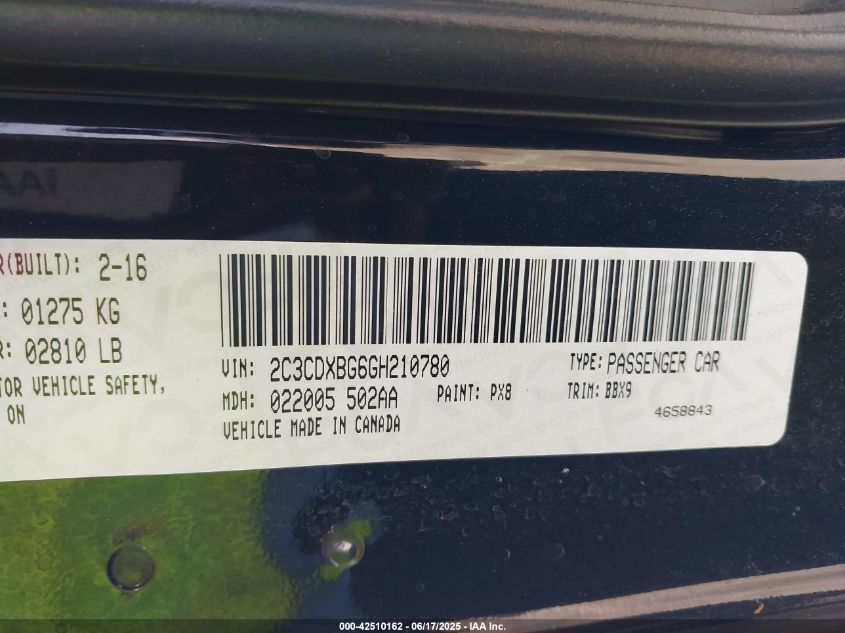 R(BUILT): 2-16
: 01275 KG
R: 02810 LB
TOR VEHICLE SAFETY,
ON
VIN: 2C3CDXBG6GH210780
TYPE: PASSENGER CAR
MDH: 022005 502AA
PAINT: PX8
TRIM: BBX9
VEHICLE MADE IN CANADA
4658843
000-42510162 - 06/17/2025 - IAA Inc.